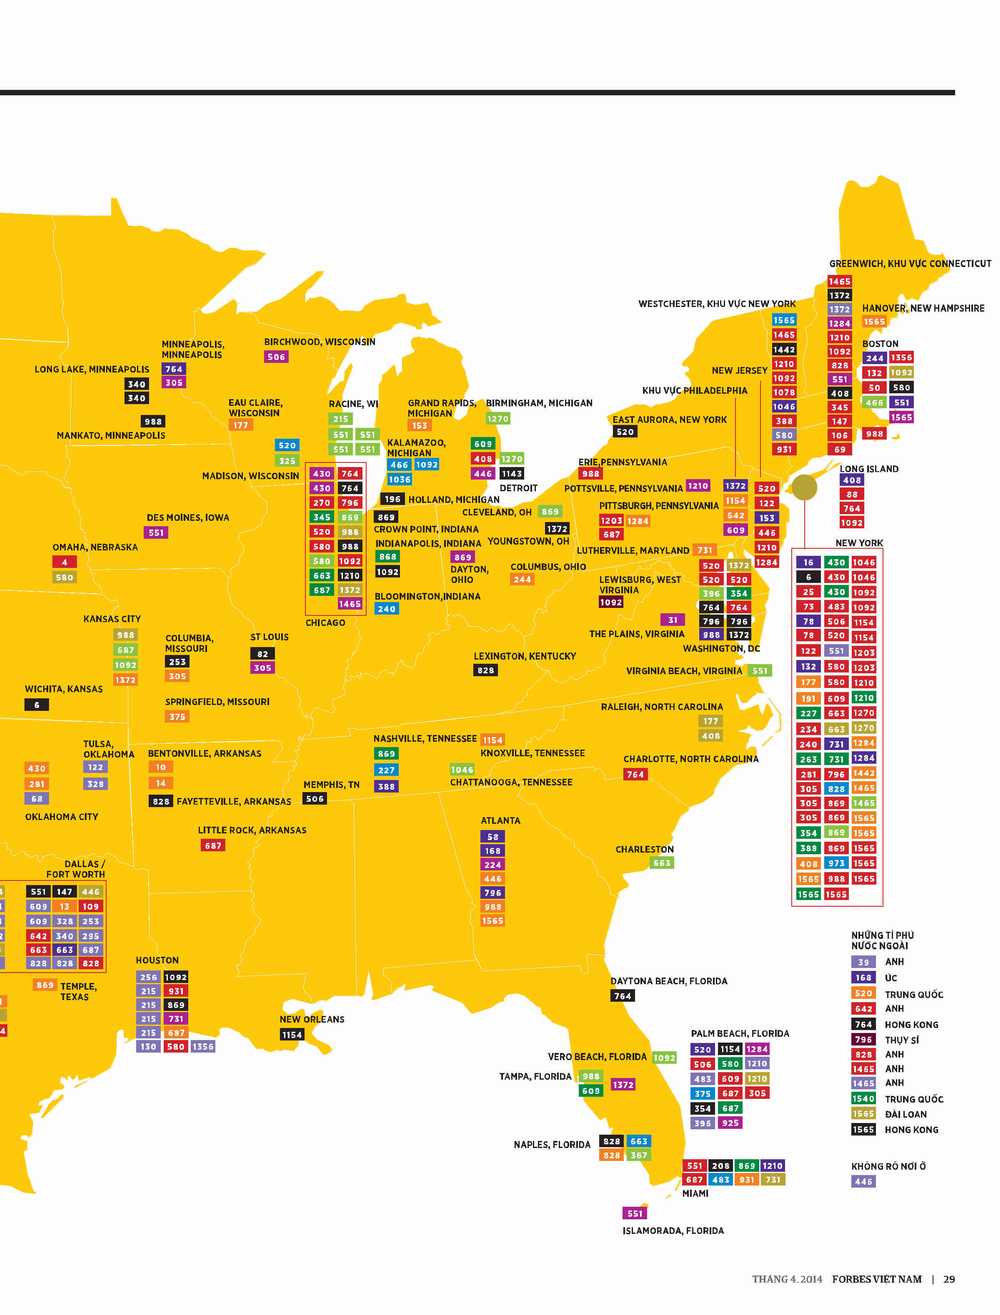 GREENWICH, KHU VỰC CONNECTICUT
1465
1372
1372
1284
1210
1092
828
551
408
345
147
106
69
WESTCHESTER, KHU VỰC NEW YORK
1565
1465
1442
1210
1092
1078
1046
388
580
931
HANOVER, NEW HAMPSHIRE
1565
BOSTON
244 1356
132 1092
50 580
466 551
1565
988
MINNEAPOLIS,
MINNEAPOLIS
764
305
BIRCHWOOD, WISCONSIN
506
LONG LAKE, MINNEAPOLIS
340
340
988
MANKATO, MINNEAPOLIS
EAU CLAIRE,
WISCONSIN
177
RACINE, WI
215
551 551
551 551
GRAND RAPIDS,
MICHIGAN
153
BIRMINGHAM, MICHIGAN
1270
KALAMAZOO,
MICHIGAN
466 1092
1036
609
408 1270
446 1143
DETROIT
520
325
MADISON, WISCONSIN
430 764
430 764
270 796
345 869
520 988
580 988
580 1092
663 1210
687 1372
1465
CHICAGO
196 HOLLAND, MICHIGAN
869
CROWN POINT, INDIANA
INDIANAPOLIS, INDIANA
868
1092
BLOOMINGTON,INDIANA
240
CLEVELAND, OH 869
1372
YOUNGSTOWN, OH
869
DAYTON,
OHIO
COLUMBUS, OHIO
244
NEW JERSEY
520
122
153
446
1210
1284
KHU VỰC PHILADELPHIA
1372
1154
642
609
EAST AURORA, NEW YORK
520
ERIE,PENNSYLVANIA
988
POTTSVILLE, PENNSYLVANIA 1210
PITTSBURGH, PENNSYLVANIA
1203 1284
687
LUTHERVILLE, MARYLAND 731
LEWISBURG, WEST
VIRGINIA
1092
31
THE PLAINS, VIRGINIA
520 1372
520 520
396 354
764 764
796 796
988 1372
WASHINGTON, DC
LONG ISLAND
408
88
764
1092
NEW YORK
16 430 1046
6 430 1046
25 430 1092
73 483 1092
78 506 1154
78 520 1154
122 551 1203
132 580 1203
177 580 1210
191 609 1210
227 663 1270
234 663 1270
240 731 1284
263 731 1284
281 796 1442
305 828 1465
305 869 1465
305 869 1565
354 869 1565
388 869 1565
408 973 1565
1565 988 1565
1565 1565
DES MOINES, IOWA
551
OMAHA, NEBRASKA
4
580
KANSAS CITY
988
687
1092
1372
COLUMBIA,
MISSOURI
253
305
ST LOUIS
82
305
WICHITA, KANSAS
6
SPRINGFIELD, MISSOURI
375
LEXINGTON, KENTUCKY
828
VIRGINIA BEACH, VIRGINIA 551
RALEIGH, NORTH CAROLINA
177
408
CHARLOTTE, NORTH CAROLINA
764
TULSA,
OKLAHOMA
122
328
430
281
68
OKLAHOMA CITY
BENTONVILLE, ARKANSAS
10
14
828 FAYETTEVILLE, ARKANSAS
LITTLE ROCK, ARKANSAS
687
MEMPHIS, TN
506
NASHVILLE, TENNESSEE
869
227
388
1154
KNOXVILLE, TENNESSEE
1046
CHATTANOOGA, TENNESSEE
ATLANTA
58
168
224
446
796
988
1565
CHARLESTON
663
DALLAS /
FORT WORTH
551 147 446
609 13 109
609 328 253
642 340 295
663 663 687
828 828 828
869 TEMPLE,
TEXAS
HOUSTON
256 1092
215 931
215 869
215 731
215 687
130 580 1356
NEW ORLEANS
1154
DAYTONA BEACH, FLORIDA
764
VERO BEACH, FLORIDA 1092
TAMPA, FLORIDA 988
609
1372
PALM BEACH, FLORIDA
520 1154 1284
506 580 1210
483 609 1210
375 687 305
354 687
396 925
NAPLES, FLORIDA
828 663
828 367
551 208 869 1210
687 483 931 731
MIAMI
551
ISLAMORADA, FLORIDA
NHỮNG TỈ PHÚ
NƯỚC NGOÀI
39 ANH
168 ÚC
520 TRUNG QUỐC
642 ANH
764 HONG KONG
796 THỤY SĨ
828 ANH
1465 ANH
1465 ANH
1540 TRUNG QUỐC
1565 ĐÀI LOAN
1565 HONG KONG
KHÔNG RÕ NƠI Ở
446
THÁNG 4. 2014 FORBES VIỆT NAM | 29